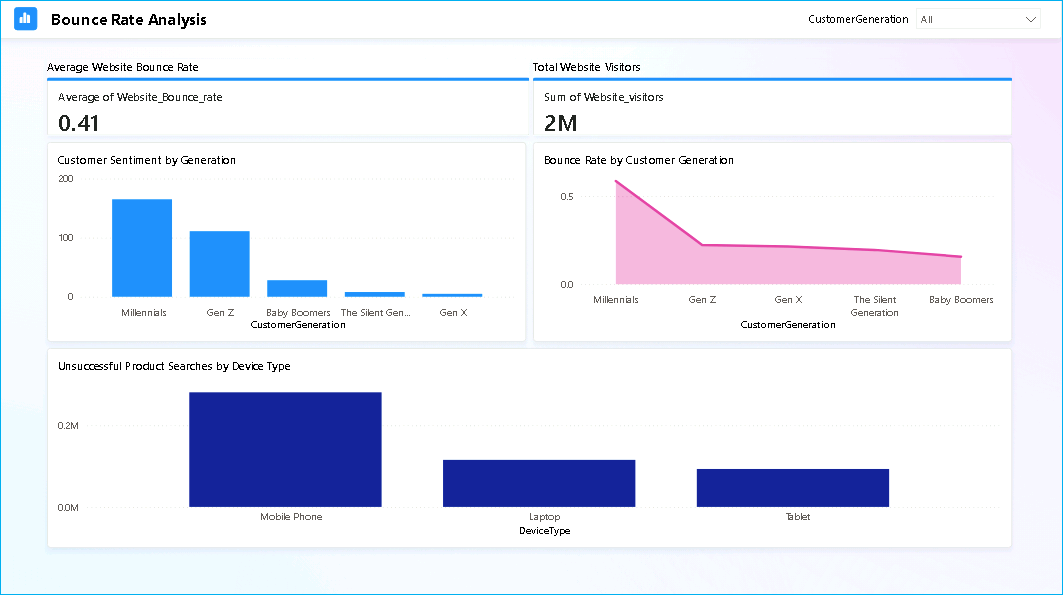 Bounce Rate Analysis
CustomerGeneration
All
Average Website Bounce Rate
Average of Website_Bounce_rate
0.41
Total Website Visitors
Sum of Website_visitors
2M
Customer Sentiment by Generation
200
100
0
Millennials
Gen Z
Baby Boomers
The Silent Gen...
Gen X
CustomerGeneration
Bounce Rate by Customer Generation
0.5
0.0
Millennials
Gen Z
Gen X
The Silent
Generation
Baby Boomers
CustomerGeneration
Unsuccessful Product Searches by Device Type
0.2M
0.0M
Mobile Phone
Laptop
Tablet
DeviceType